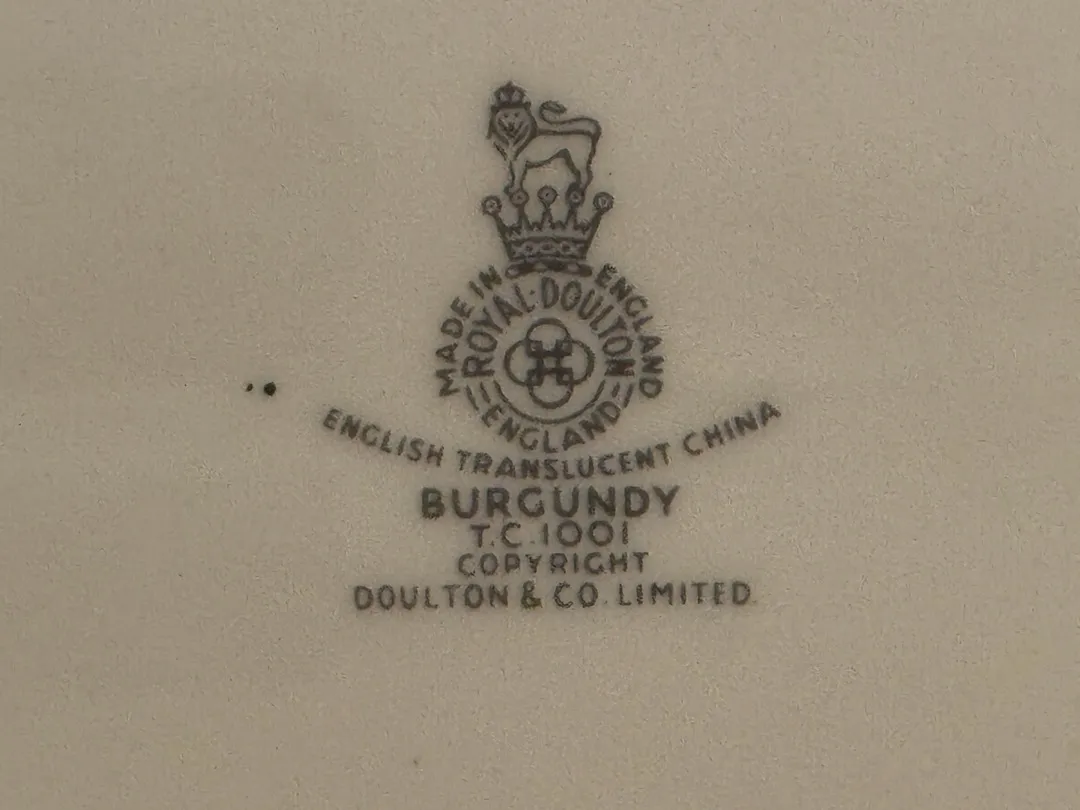 MADE IN ENGLAND
ROYAL·DOULTON
ENGLAND
ENGLISH TRANSLUCENT CHINA
BURGUNDY
T.C.1001
COPYRIGHT
DOULTON & CO. LIMITED